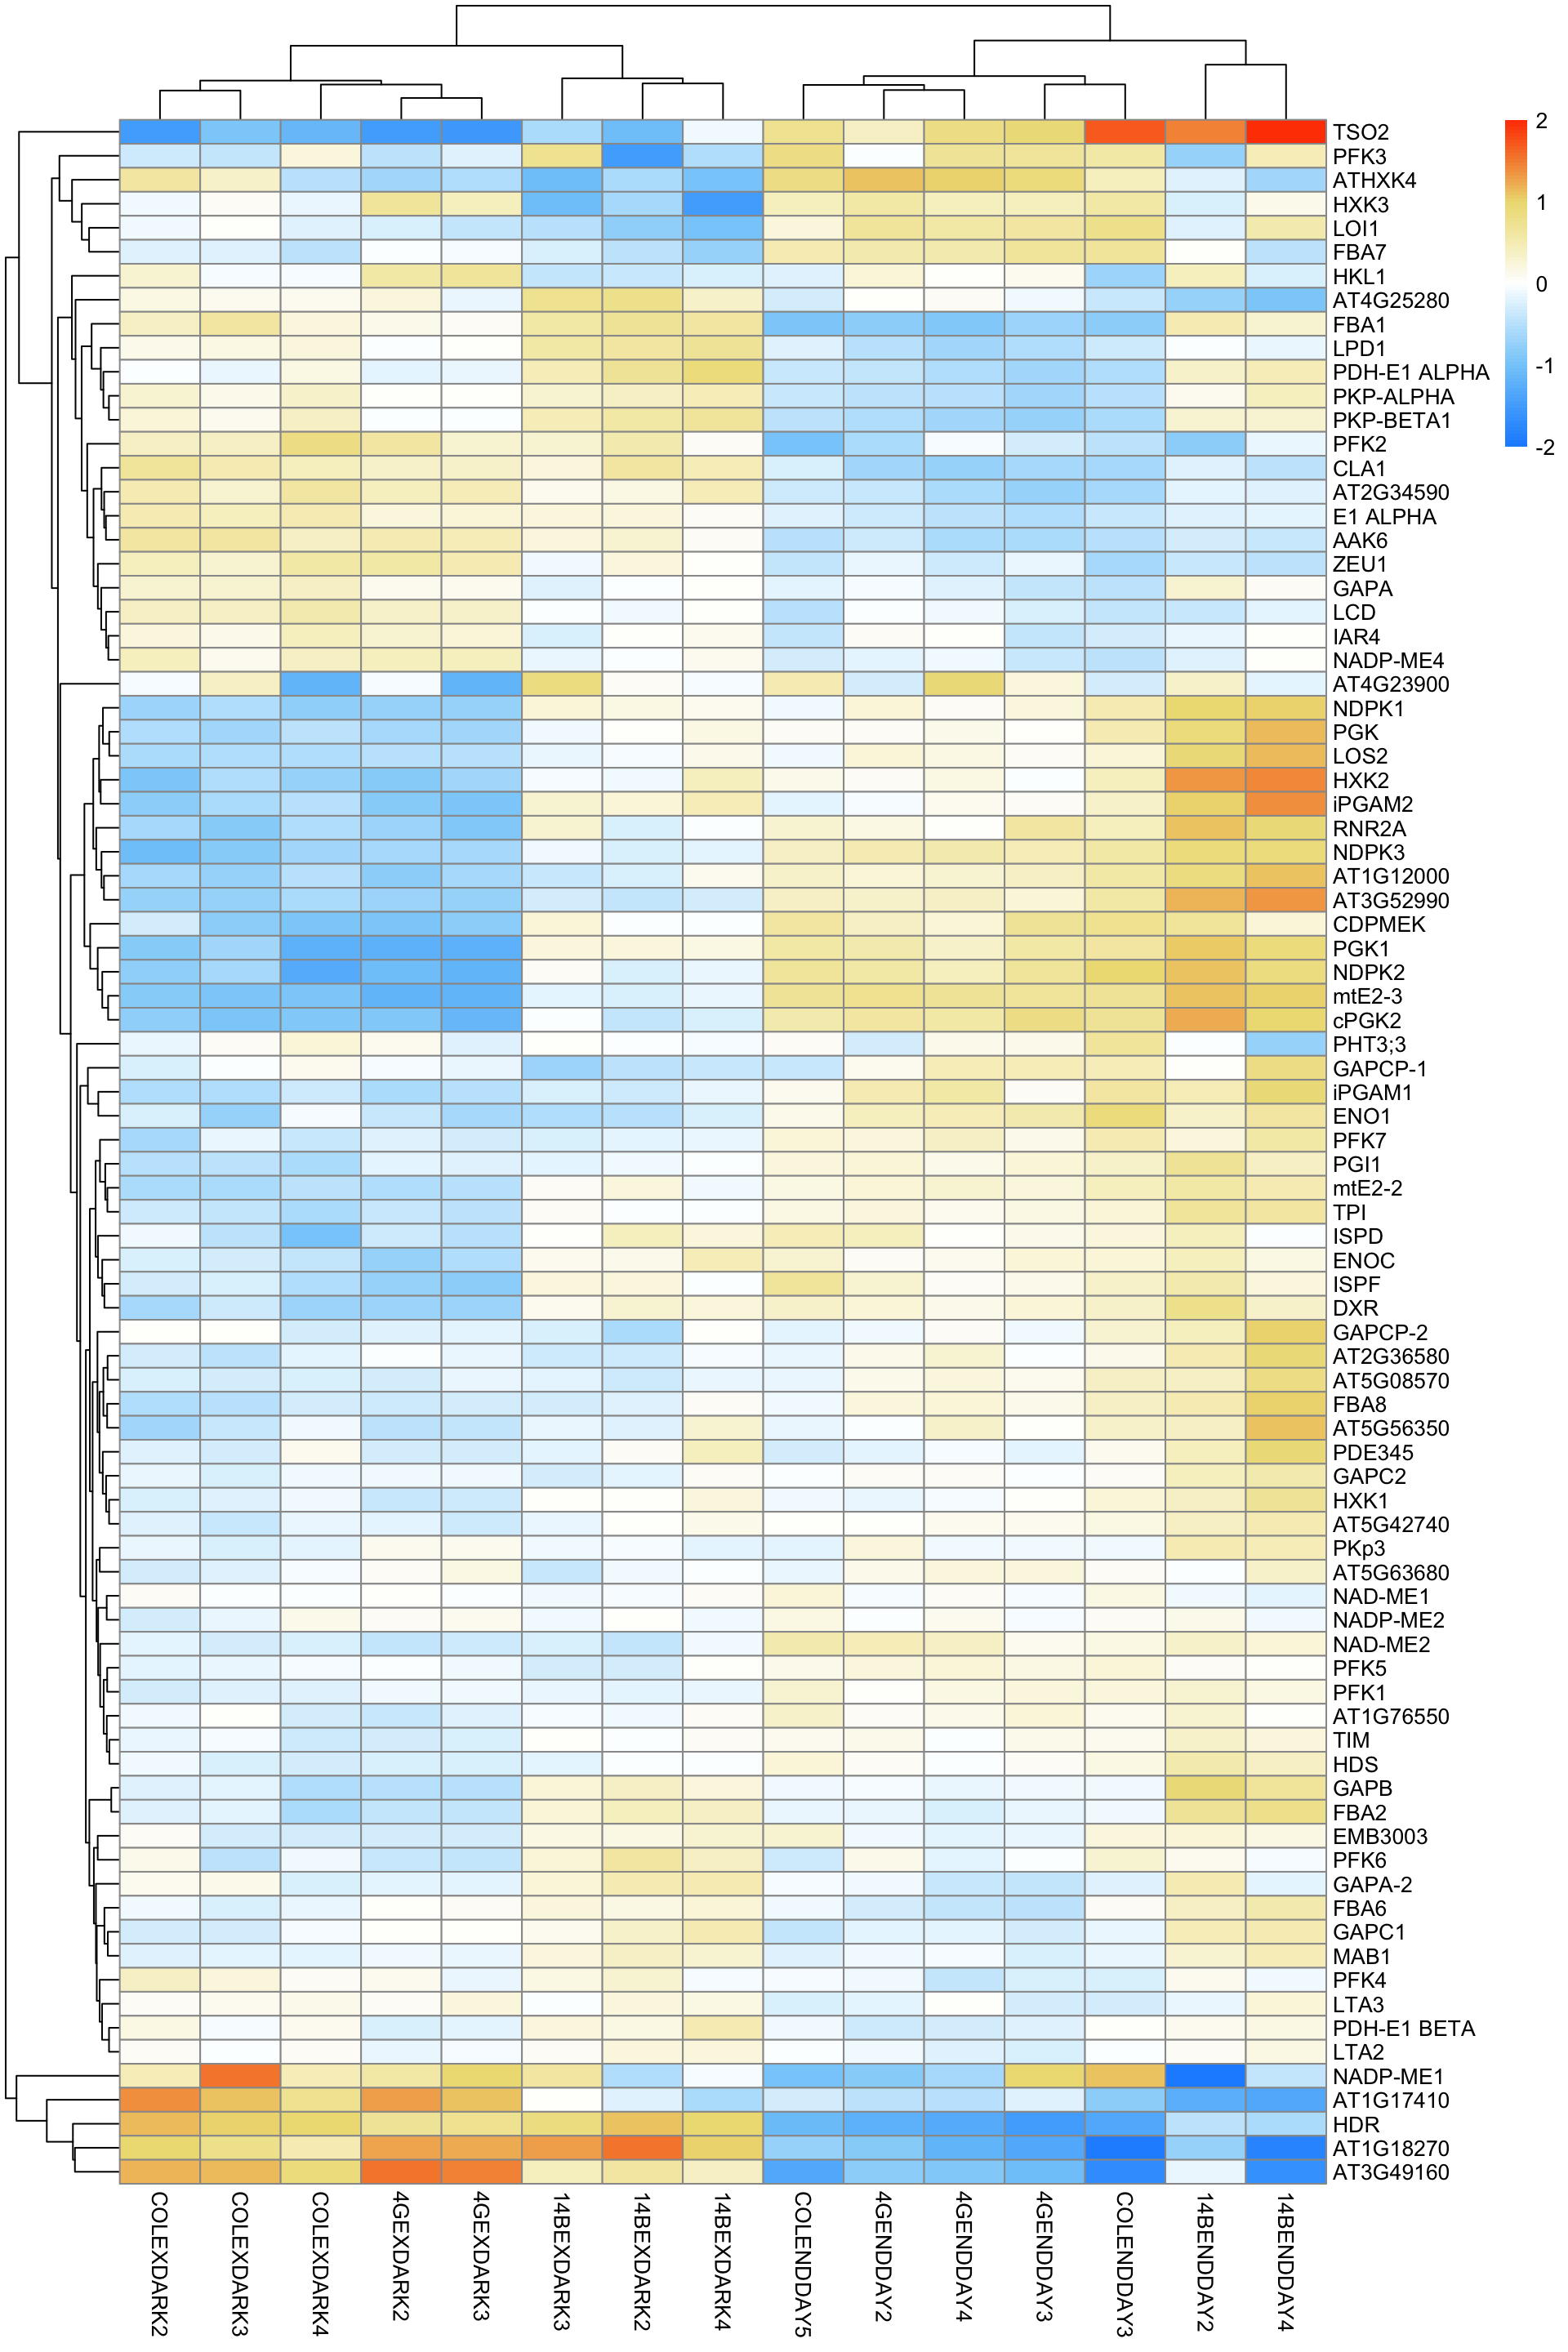 TSO2
PFK3
ATHXK4
HXK3
LOI1
FBA7
HKL1
AT4G25280
FBA1
LPD1
PDH-E1 ALPHA
PKP-ALPHA
PKP-BETA1
PFK2
CLA1
AT2G34590
E1 ALPHA
AAK6
ZEU1
GAPA
LCD
IAR4
NADP-ME4
AT4G23900
NDPK1
PGK
LOS2
HXK2
iPGAM2
RNR2A
NDPK3
AT1G12000
AT3G52990
CDPMEK
PGK1
NDPK2
mtE2-3
cPGK2
PHT3;3
GAPCP-1
iPGAM1
ENO1
PFK7
PGI1
mtE2-2
TPI
ISPD
ENOC
ISPF
DXR
GAPCP-2
AT2G36580
AT5G08570
FBA8
AT5G56350
PDE345
GAPC2
HXK1
AT5G42740
PKp3
AT5G63680
NAD-ME1
NADP-ME2
NAD-ME2
PFK5
PFK1
AT1G76550
TIM
HDS
GAPB
FBA2
EMB3003
PFK6
GAPA-2
FBA6
GAPC1
MAB1
PFK4
LTA3
PDH-E1 BETA
LTA2
NADP-ME1
AT1G17410
HDR
AT1G18270
AT3G49160
2
1
0
-1
-2
COLEXDARK2
COLEXDARK3
COLEXDARK4
4GEXDARK2
4GEXDARK3
14BEXDARK3
14BEXDARK2
14BEXDARK4
COLENDDAY5
4GENDDAY2
4GENDDAY4
4GENDDAY3
COLENDDAY3
14BENDDAY2
14BENDDAY4